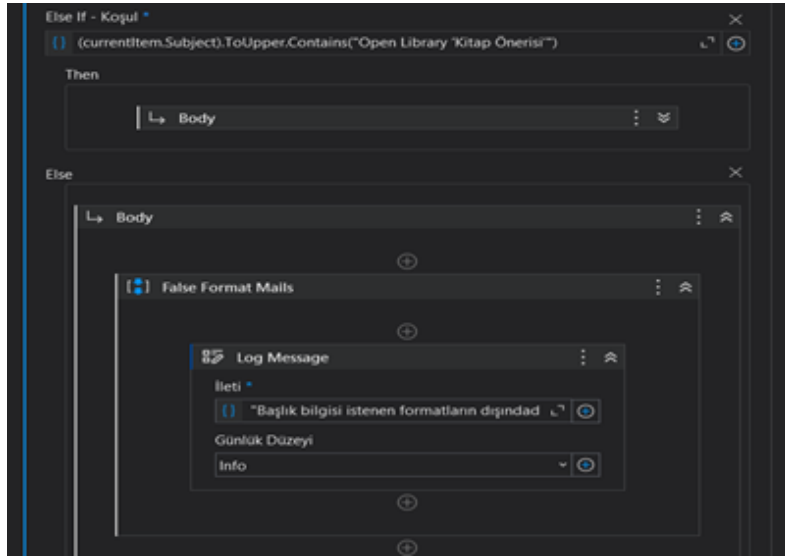 Else If - Koşul *
(currentItem.Subject).ToUpper.Contains("Open Library 'Kitap Önerisi'")
Then
Body
Else
Body
False Format Mails
Log Message
İleti *
"Başlık bilgisi istenen formatların dışındad
Günlük Düzeyi
Info